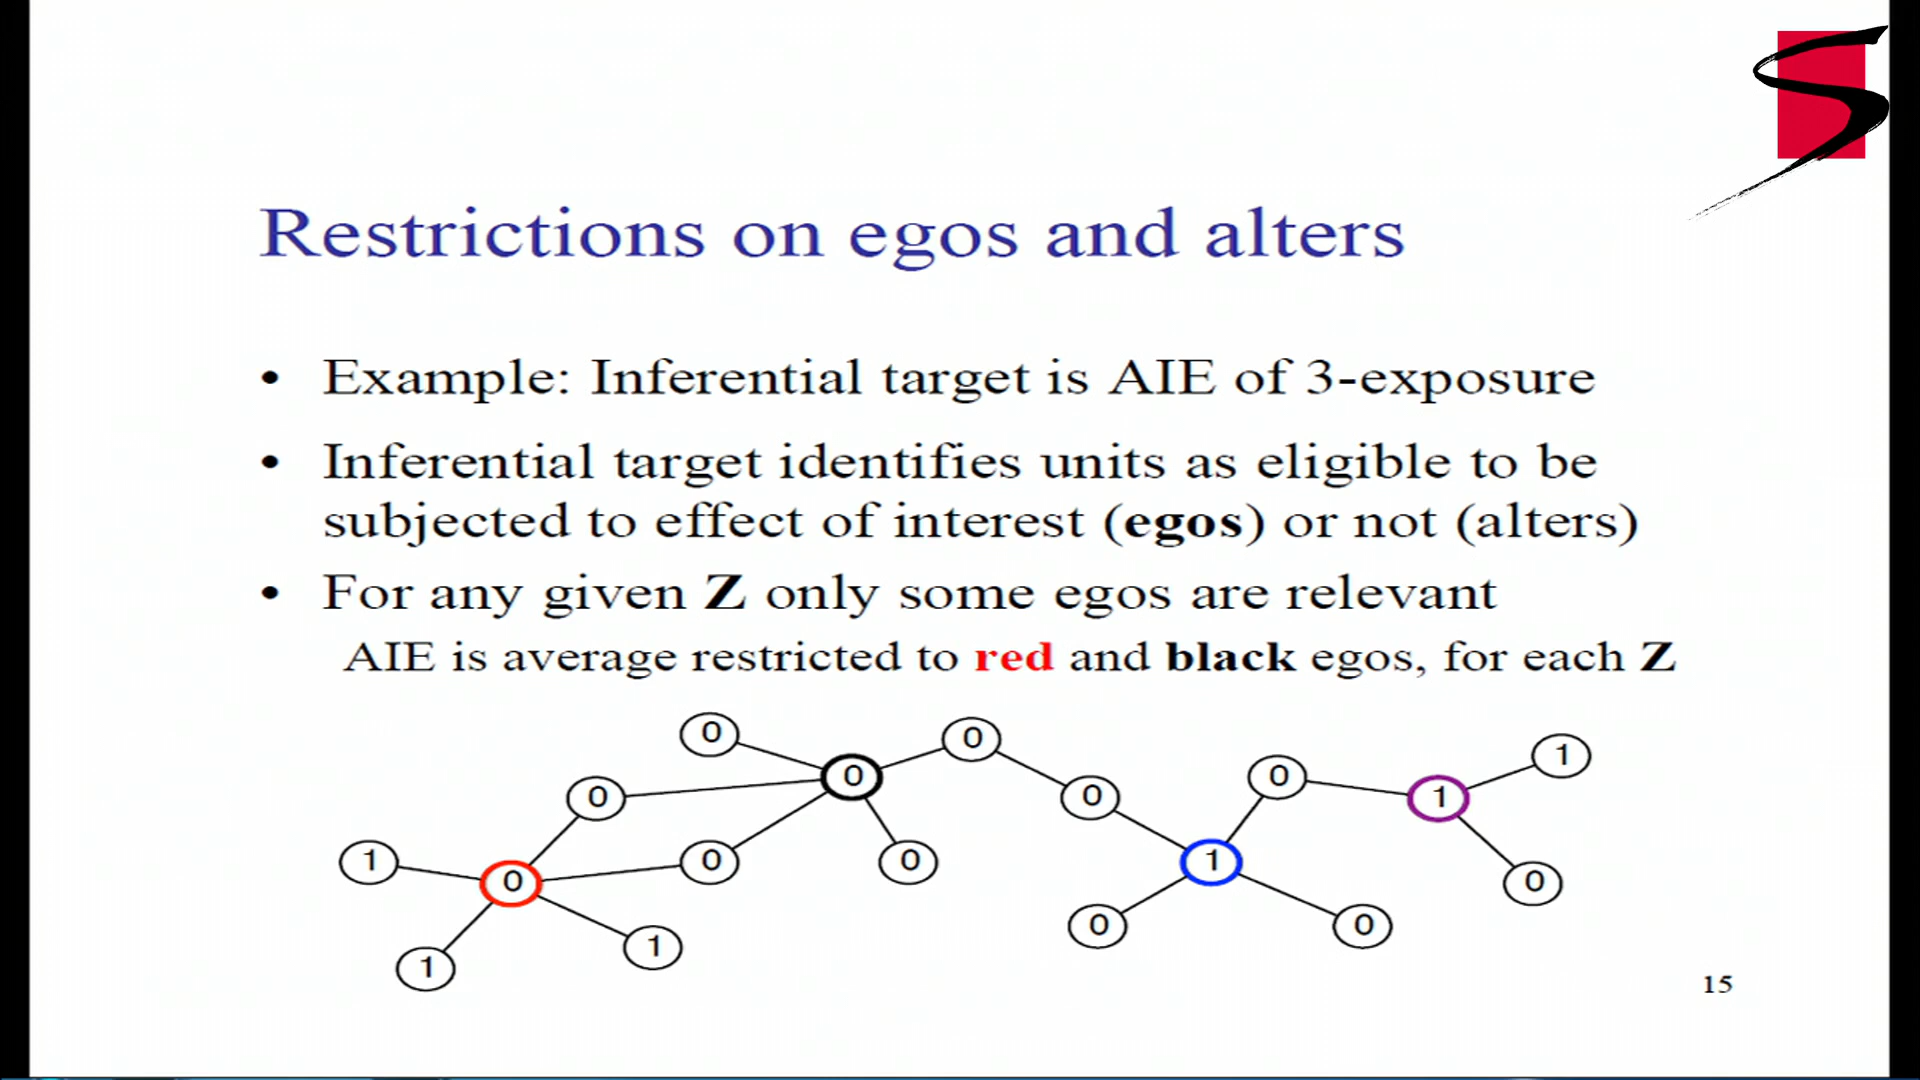 Restrictions on egos and alters
• Example: Inferential target is AIE of 3-exposure
• Inferential target identifies units as eligible to be
subjected to effect of interest (egos) or not (alters)
• For any given Z only some egos are relevant
AIE is average restricted to red and black egos, for each Z
0 0 0 1
0 0 0 1
1 0 0 0 1 0
0 0
1 1
15